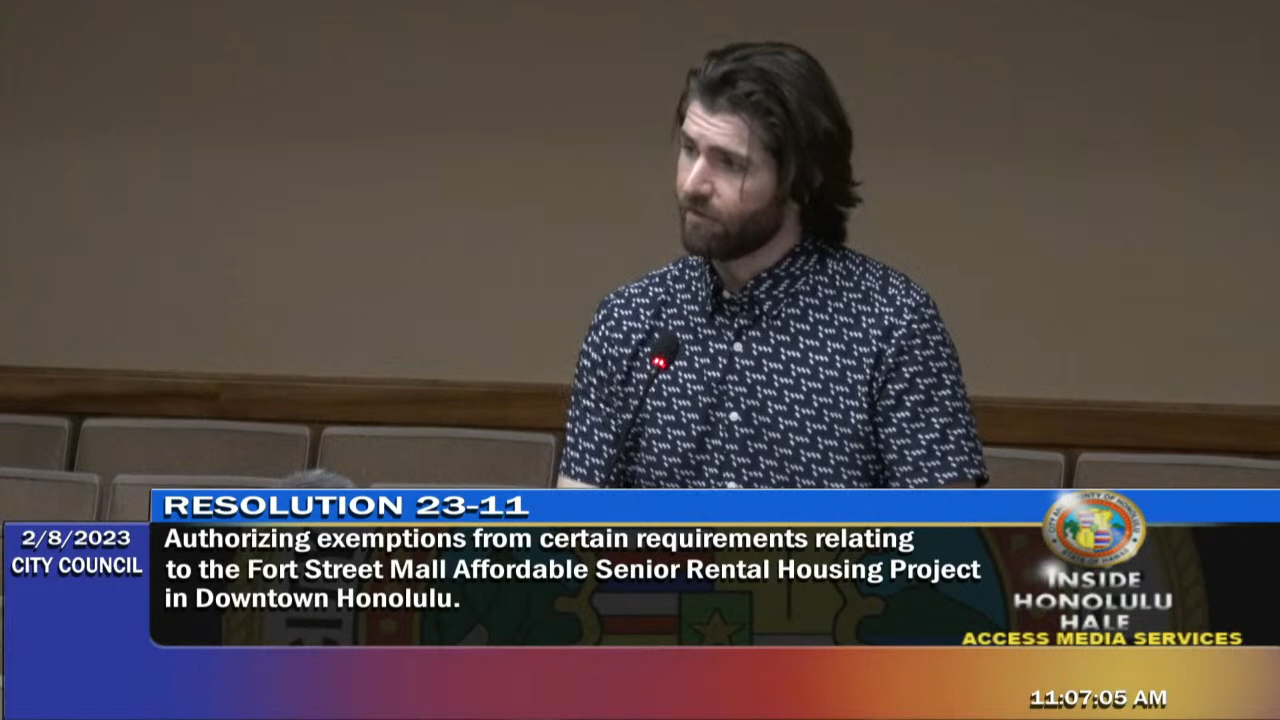 RESOLUTION 23-11
2/8/2023
CITY COUNCIL
Authorizing exemptions from certain requirements relating
to the Fort Street Mall Affordable Senior Rental Housing Project
in Downtown Honolulu.
INSIDE
HONOLULU
HALE
ACCESS MEDIA SERVICES
11:07:05 AM